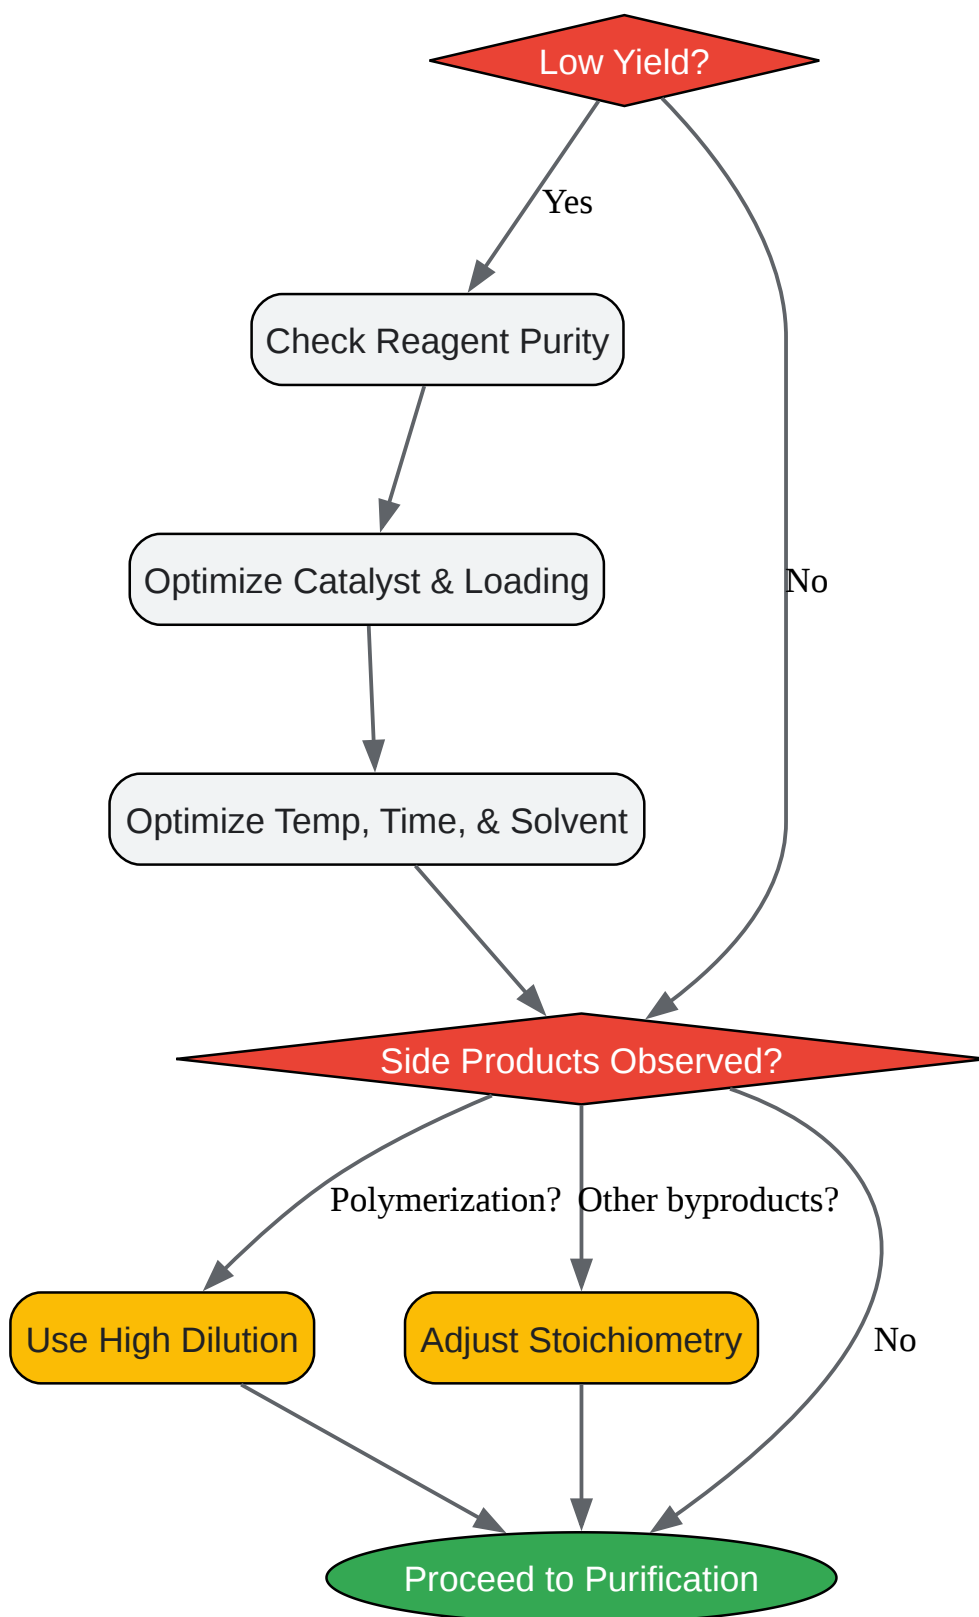 Low Yield?
Yes
Check Reagent Purity
Optimize Catalyst & Loading
No
Optimize Temp, Time, & Solvent
Side Products Observed?
Polymerization?
Other byproducts?
Use High Dilution
Adjust Stoichiometry
No
Proceed to Purification